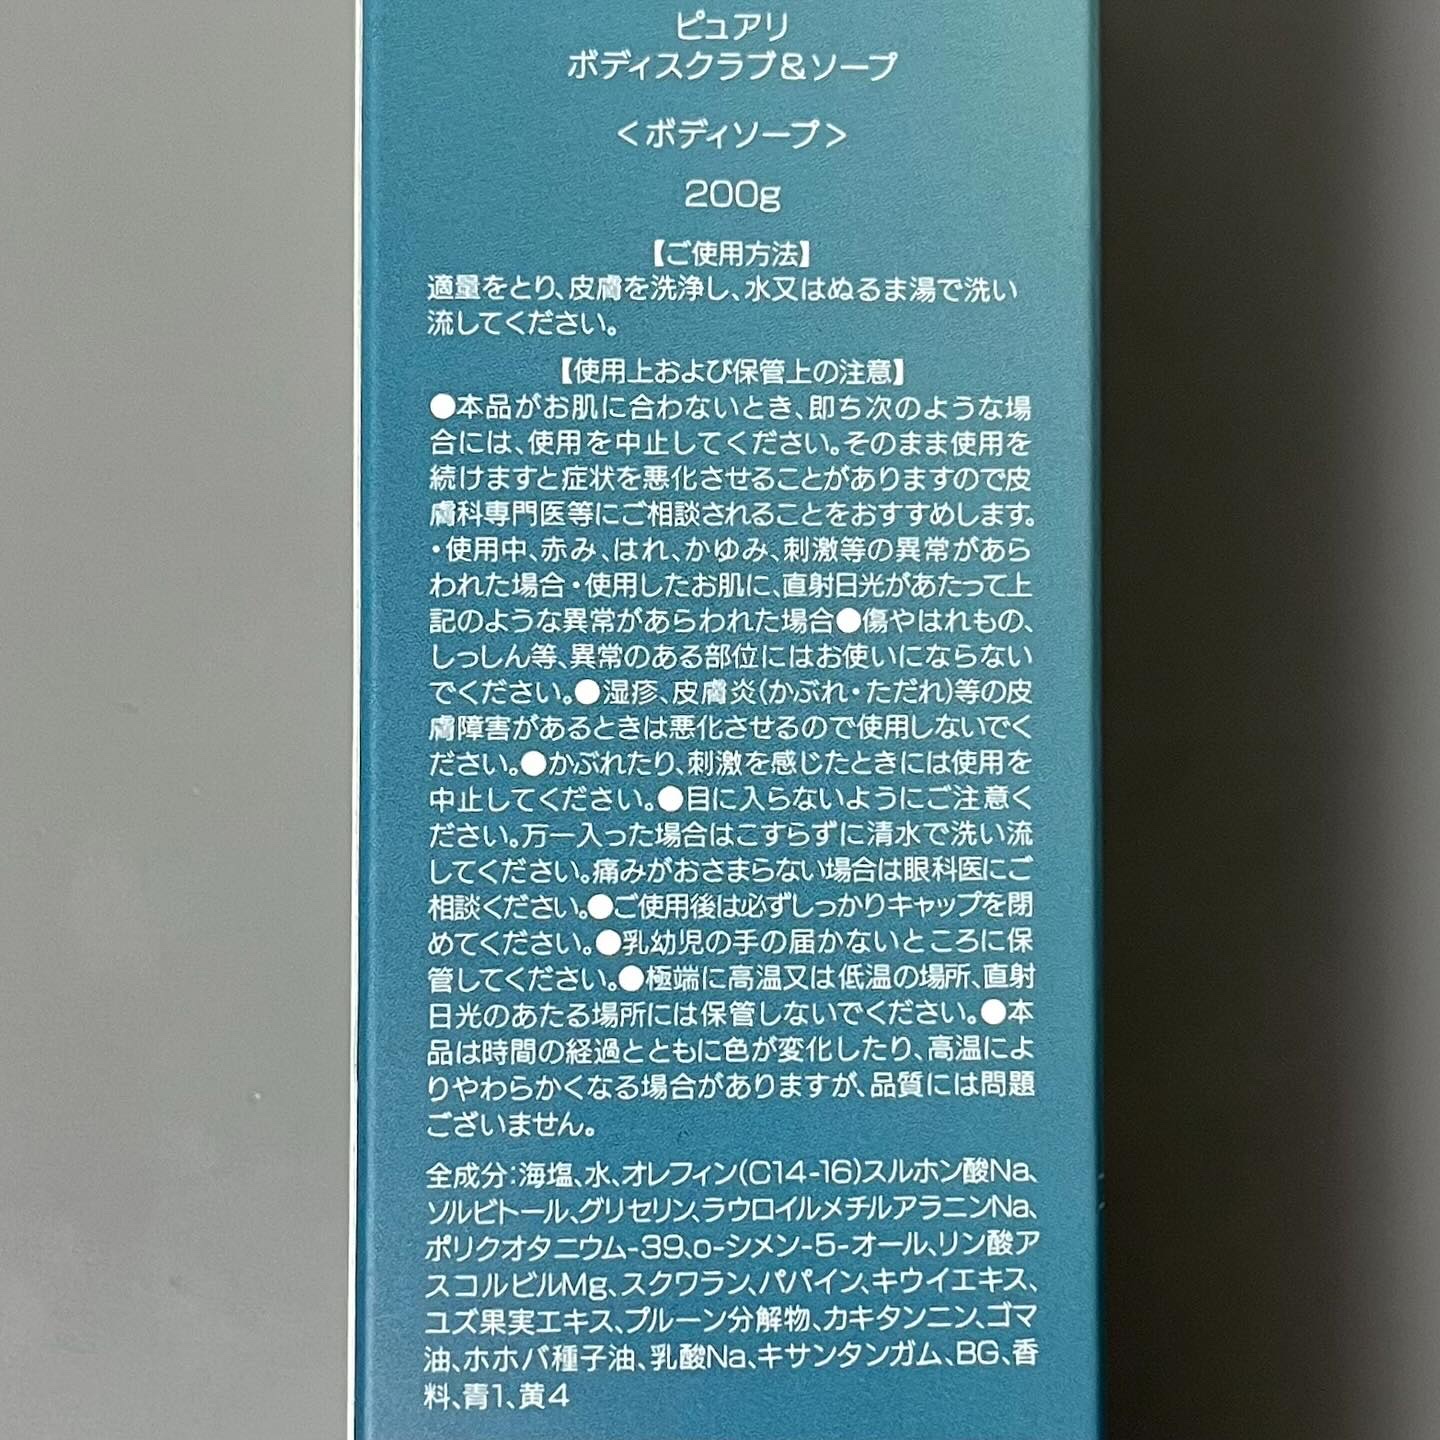 ピュアリ
ボディスクラブ&ソープ
<ボディソープ>
200g
【ご使用方法】
適量をとり、皮膚を洗浄し、水又はぬるま湯で洗い
流してください。
【使用上および保管上の注意】
●本品がお肌に合わないとき、即ち次のような場
合には、使用を中止してください。そのまま使用を
続けますと症状を悪化させることがありますので皮
膚科専門医等にご相談されることをおすすめします。
・使用中、赤み、はれ、かゆみ、刺激等の異常があら
われた場合・使用したお肌に、直射日光があたって上
記のような異常があらわれた場合●傷やはれもの、
しっしん等、異常のある部位にはお使いにならない
でください。●湿疹、皮膚炎(かぶれ・ただれ)等の皮
膚障害があるときは悪化させるので使用しないでく
ださい。●かぶれたり、刺激を感じたときには使用を
中止してください。●目に入らないようにご注意く
ださい。万一入った場合はこすらずに清水で洗い流
してください。痛みがおさまらない場合は眼科医にご
相談ください。●ご使用後は必ずしっかりキャップを閉
めてください。●乳幼児の手の届かないところに保
管してください。●極端に高温又は低温の場所、直射
日光のあたる場所には保管しないでください。●本
品は時間の経過とともに色が変化したり、高温によ
りやわらかくなる場合がありますが、品質には問題
ございません。
全成分:海塩、水、オレフィン(C14-16)スルホン酸Na、
ソルビトール、グリセリン、ラウロイルメチルアラニンNa、
ポリクオタニウム-39、o-シメン-5-オール、リン酸ア
スコルビルMg、スクワラン、パパイン、キウイエキス、
ユズ果実エキス、プルーン分解物、カキタンニン、ゴマ
油、ホホバ種子油、乳酸Na、キサンタンガム、BG、香
料、青1、黄4